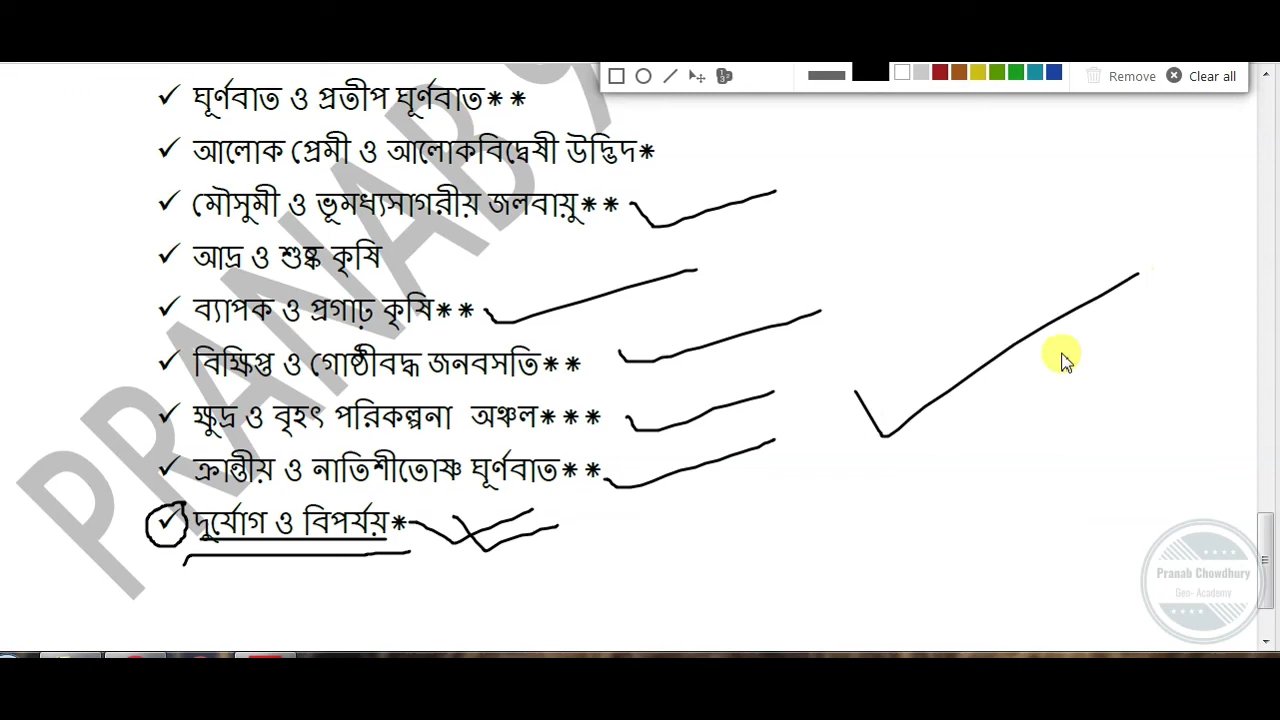 Remove Clear all
✓ ঘূর্ণবাত ও প্রতীপ ঘূর্ণবাত**
✓ আলোক প্রেমী ও আলোকবিদ্বেষী উদ্ভিদ*
✓ মৌসুমী ও ভূমধ্যসাগরীয় জলবায়ু**
✓ আদ্র ও শুষ্ক কৃষি
✓ ব্যাপক ও প্রগাঢ় কৃষি**
✓ বিক্ষিপ্ত ও গোষ্ঠীবদ্ধ জনবসতি**
✓ ক্ষুদ্র ও বৃহৎ পরিকল্পনা অঞ্চল***
✓ ক্রান্তীয় ও নাতিশীতোষ্ণ ঘূর্ণবাত**
✓ দুর্যোগ ও বিপর্যয়*
PRANAB
Pranab Chowdhury
Geo- Academy